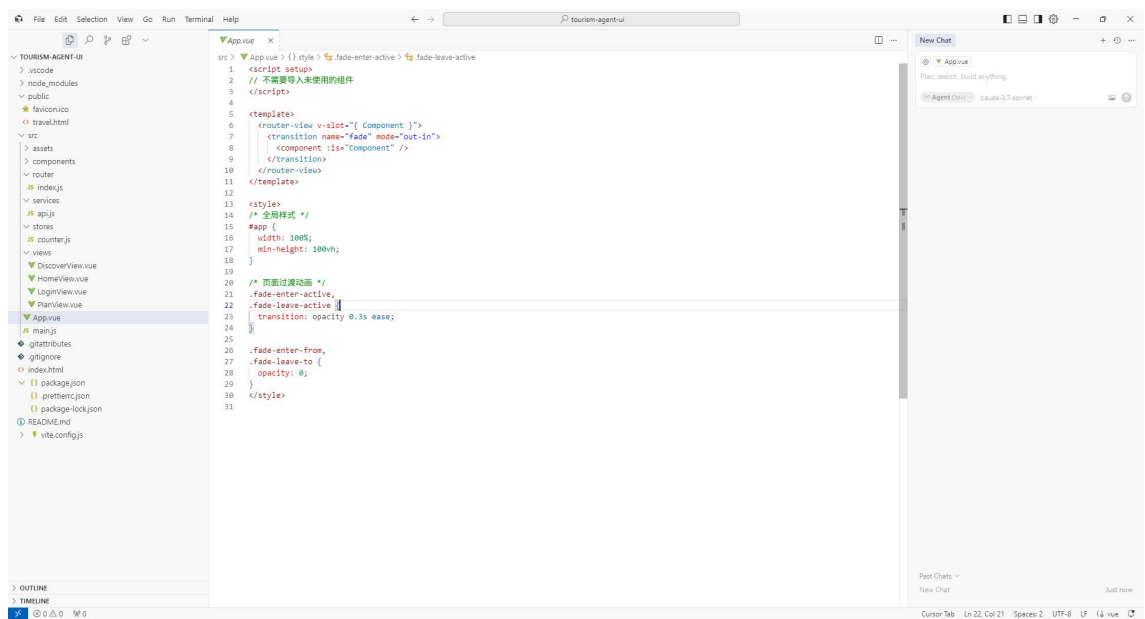 File Edit Selection View Go Run Terminal Help
tourism-agent-ui
TOURISM-AGENT-UI
.vscode
node_modules
public
favicon.ico
travel.html
src
assets
components
router
JS index.js
services
JS api.js
stores
JS counter.js
views
DiscoverView.vue
HomeView.vue
LoginView.vue
PlanView.vue
App.vue
JS main.js
.gitattributes
.gitignore
index.html
{} package.json
{} .prettierrc.json
{} package-lock.json
README.md
vite.config.js
OUTLINE
TIMELINE
App.vue
src > App.vue > {} style > .fade-enter-active > .fade-leave-active
1 <script setup>
2 // 不需要导入未使用的组件
3 </script>
4
5 <template>
6 <router-view v-slot="{ Component }">
7 <transition name="fade" mode="out-in">
8 <component :is="Component" />
9 </transition>
10 </router-view>
11 </template>
12
13 <style>
14 /* 全局样式 */
15 #app {
16 width: 100%;
17 min-height: 100vh;
18 }
19
20 /* 页面过渡动画 */
21 .fade-enter-active,
22 .fade-leave-active {
23 transition: opacity 0.3s ease;
24 }
25
26 .fade-enter-from,
27 .fade-leave-to {
28 opacity: 0;
29 }
30 </style>
31
New Chat
@ App.vue
Plan, search, build anything
Agent Ctrl+I claude-3.7-sonnet
Past Chats
New Chat Just now
0 0 0
Cursor Tab Ln 22, Col 21 Spaces: 2 UTF-8 LF vue